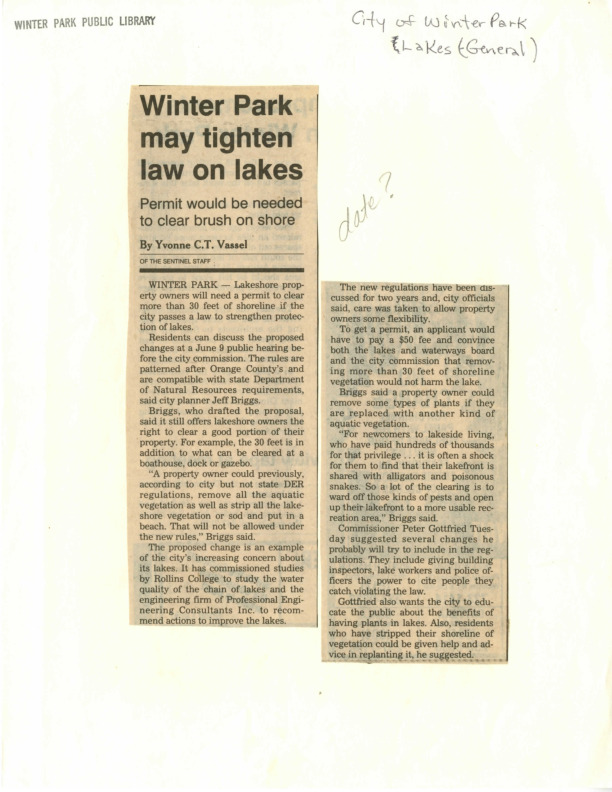 WINTER PARK PUBLIC LIBRARY
City of Winter Park
Lakes (General)
date?
Winter Park
may tighten
law on lakes
Permit would be needed
to clear brush on shore
By Yvonne C.T. Vassel
OF THE SENTINEL STAFF
WINTER PARK — Lakeshore prop-
erty owners will need a permit to clear
more than 30 feet of shoreline if the
city passes a law to strengthen protec-
tion of lakes.
Residents can discuss the proposed
changes at a June 9 public hearing be-
fore the city commission. The rules are
patterned after Orange County's and
are compatible with state Department
of Natural Resources requirements,
said city planner Jeff Briggs.
Briggs, who drafted the proposal,
said it still offers lakeshore owners the
right to clear a good portion of their
property. For example, the 30 feet is in
addition to what can be cleared at a
boathouse, dock or gazebo.
"A property owner could previously,
according to city but not state DER
regulations, remove all the aquatic
vegetation as well as strip all the lake-
shore vegetation or sod and put in a
beach. That will not be allowed under
the new rules," Briggs said.
The proposed change is an example
of the city's increasing concern about
its lakes. It has commissioned studies
by Rollins College to study the water
quality of the chain of lakes and the
engineering firm of Professional Engi-
neering Consultants Inc. to recom-
mend actions to improve the lakes.
The new regulations have been dis-
cussed for two years and, city officials
said, care was taken to allow property
owners some flexibility.
To get a permit, an applicant would
have to pay a $50 fee and convince
both the lakes and waterways board
and the city commission that remov-
ing more than 30 feet of shoreline
vegetation would not harm the lake.
Briggs said a property owner could
remove some types of plants if they
are replaced with another kind of
aquatic vegetation.
"For newcomers to lakeside living,
who have paid hundreds of thousands
for that privilege . . . it is often a shock
for them to find that their lakefront is
shared with alligators and poisonous
snakes. So a lot of the clearing is to
ward off those kinds of pests and open
up their lakefront to a more usable rec-
reation area," Briggs said.
Commissioner Peter Gottfried Tues-
day suggested several changes he
probably will try to include in the reg-
ulations. They include giving building
inspectors, lake workers and police of-
ficers the power to cite people they
catch violating the law.
Gottfried also wants the city to edu-
cate the public about the benefits of
having plants in lakes. Also, residents
who have stripped their shoreline of
vegetation could be given help and ad-
vice in replanting it, he suggested.